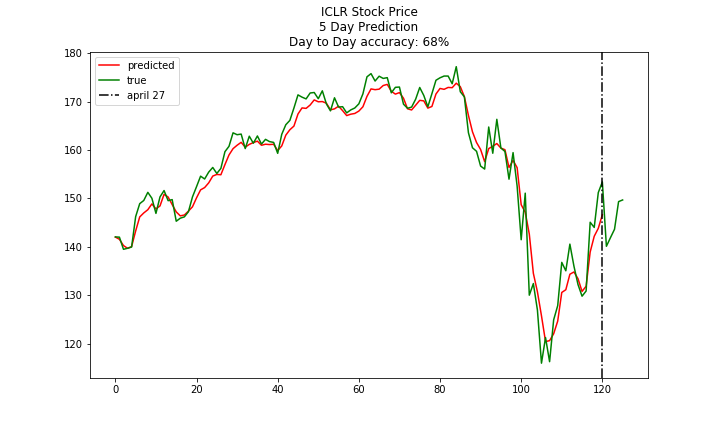 ICLR Stock Price
5 Day Prediction
Day to Day accuracy: 68%
180
170
160
150
140
130
120
predicted
true
april 27
0
20
40
60
80
100
120